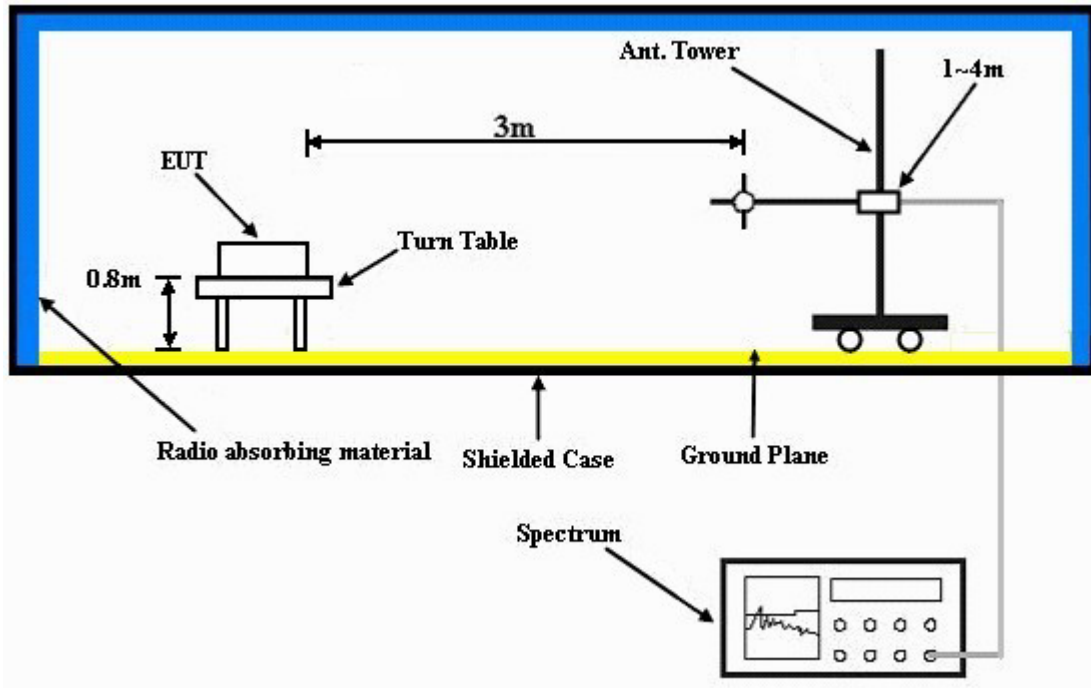 Ant. Tower
1~4m
3m
EUT
Turn Table
0.8m
Radio absorbing material
Shielded Case
Ground Plane
Spectrum